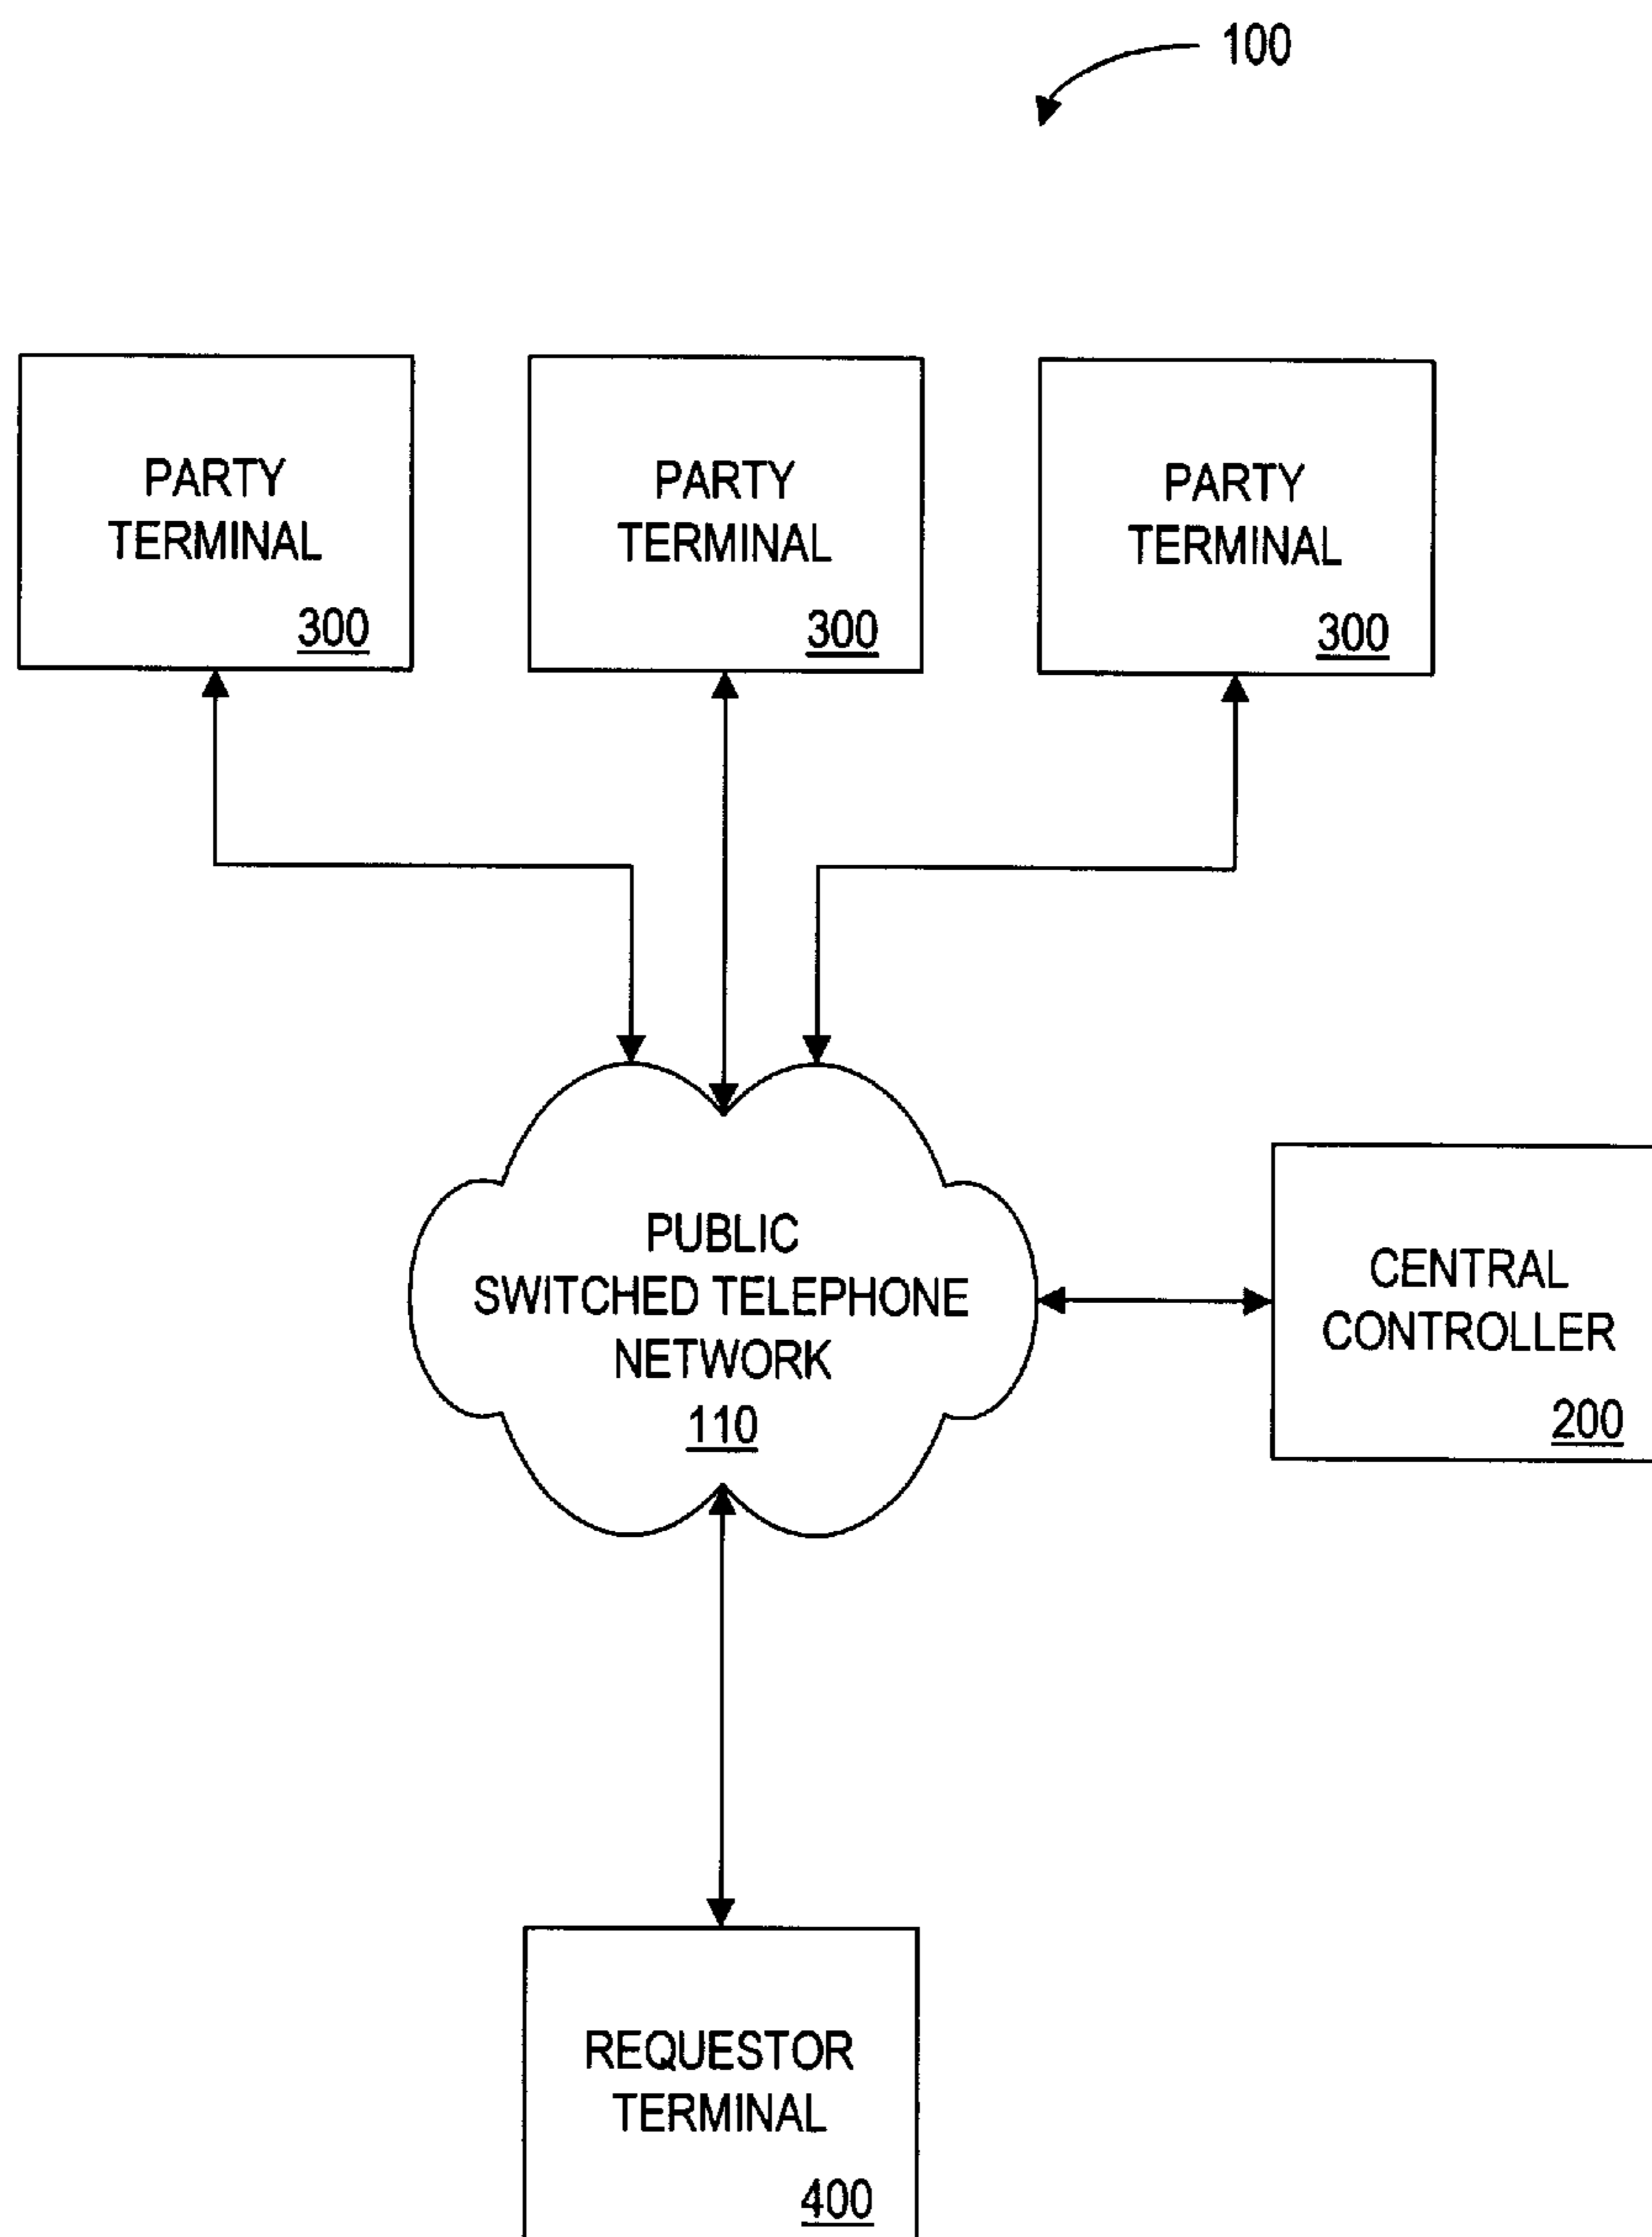 100
PARTY
TERMINAL
300
PARTY
TERMINAL
300
PARTY
TERMINAL
300
PUBLIC
SWITCHED TELEPHONE
NETWORK
110
CENTRAL
CONTROLLER
200
REQUESTOR
TERMINAL
400